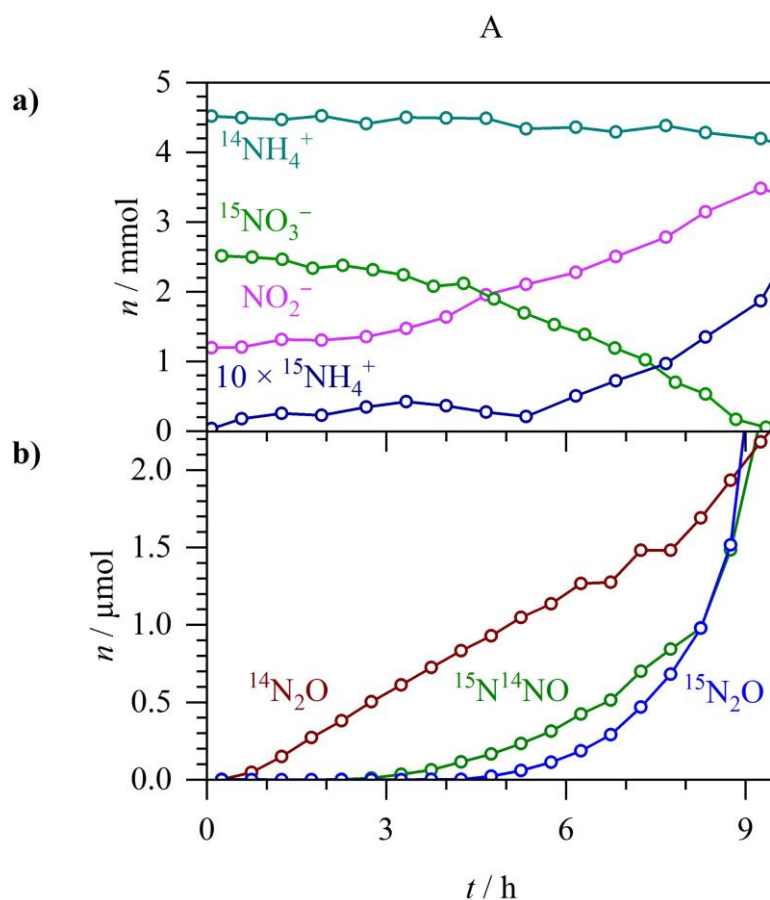 A
a)
n / mmol
5
4
3
2
1
0
¹⁴NH₄⁺
¹⁵NO₃⁻
NO₂⁻
10 × ¹⁵NH₄⁺
b)
n / μmol
2.0
1.5
1.0
0.5
0.0
¹⁴N₂O
¹⁵N¹⁴NO
¹⁵N₂O
0
3
6
9
t / h